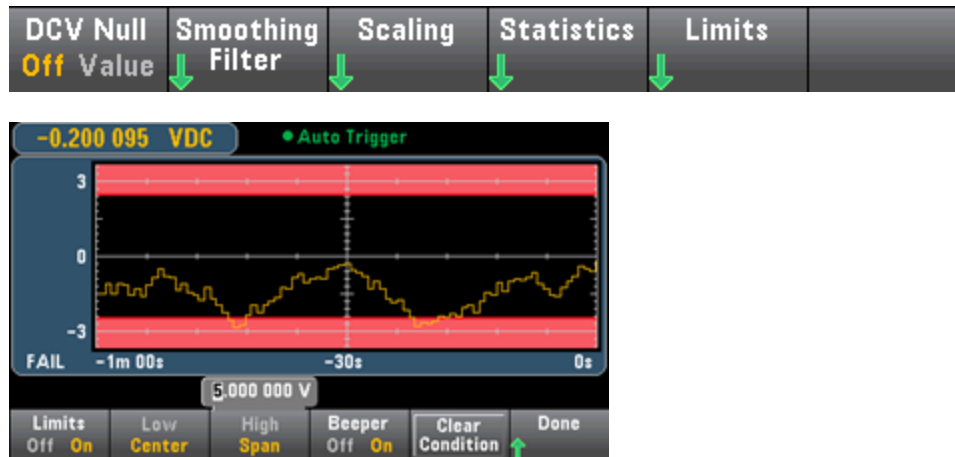 DCV Null Smoothing Scaling Statistics Limits
Off Value Filter
-0.200 095 VDC Auto Trigger
3
0
-3
FAIL -1m 00s -30s 0s
5.000 000 V
Limits Low High Beeper Clear Done
Off On Center Span Off On Condition